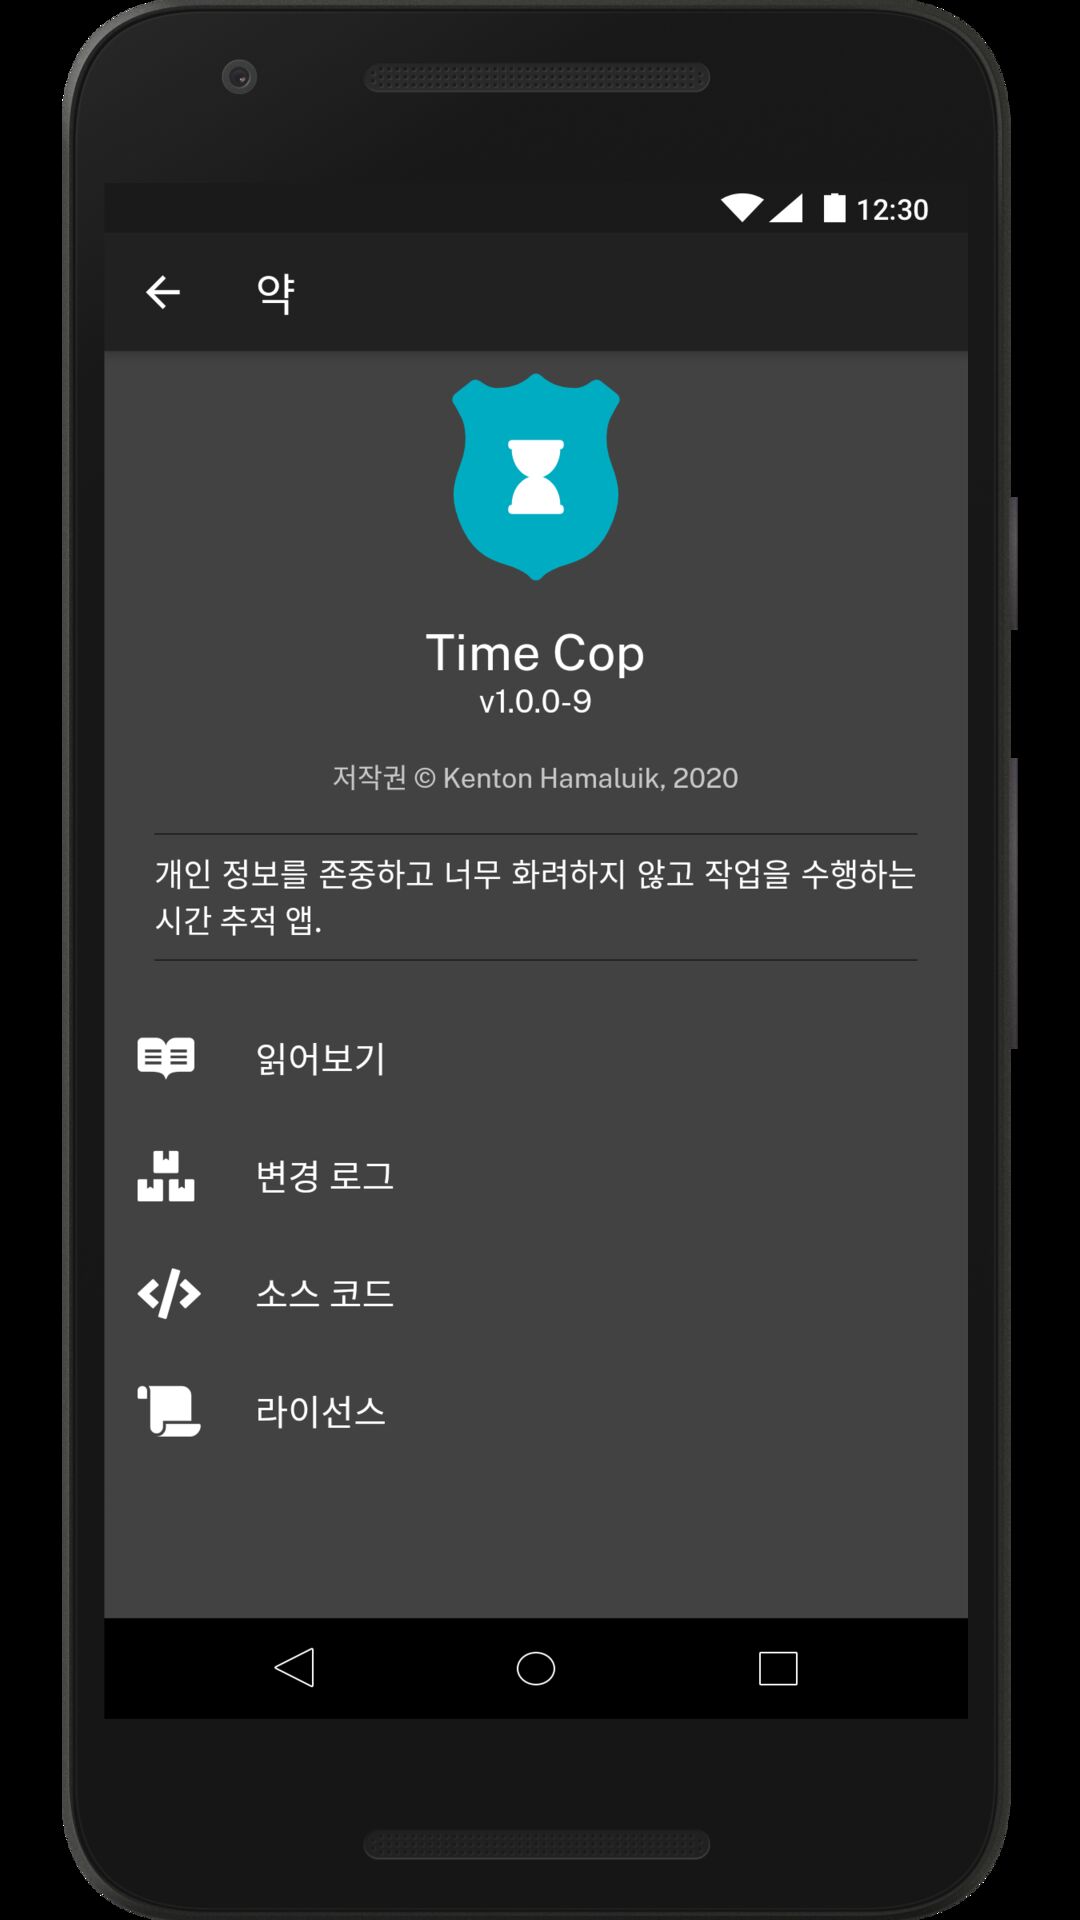 12:30
약
Time Cop
v1.0.0-9
저작권 © Kenton Hamaluik, 2020
개인 정보를 존중하고 너무 화려하지 않고 작업을 수행하는
시간 추적 앱.
읽어보기
변경 로그
소스 코드
라이선스